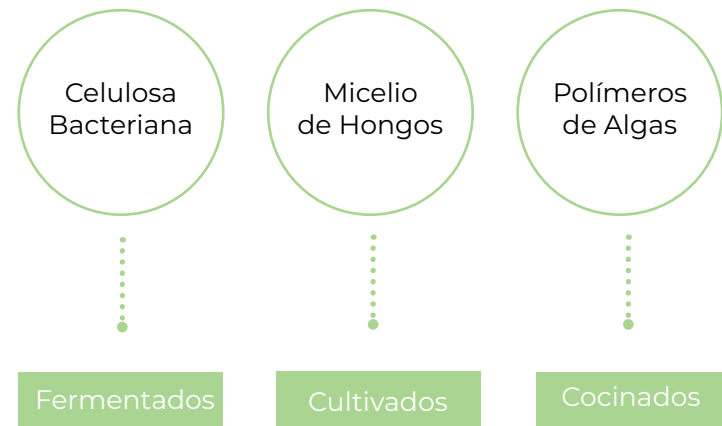 Celulosa
Bacteriana
Micelio
de Hongos
Polímeros
de Algas
Fermentados
Cultivados
Cocinados